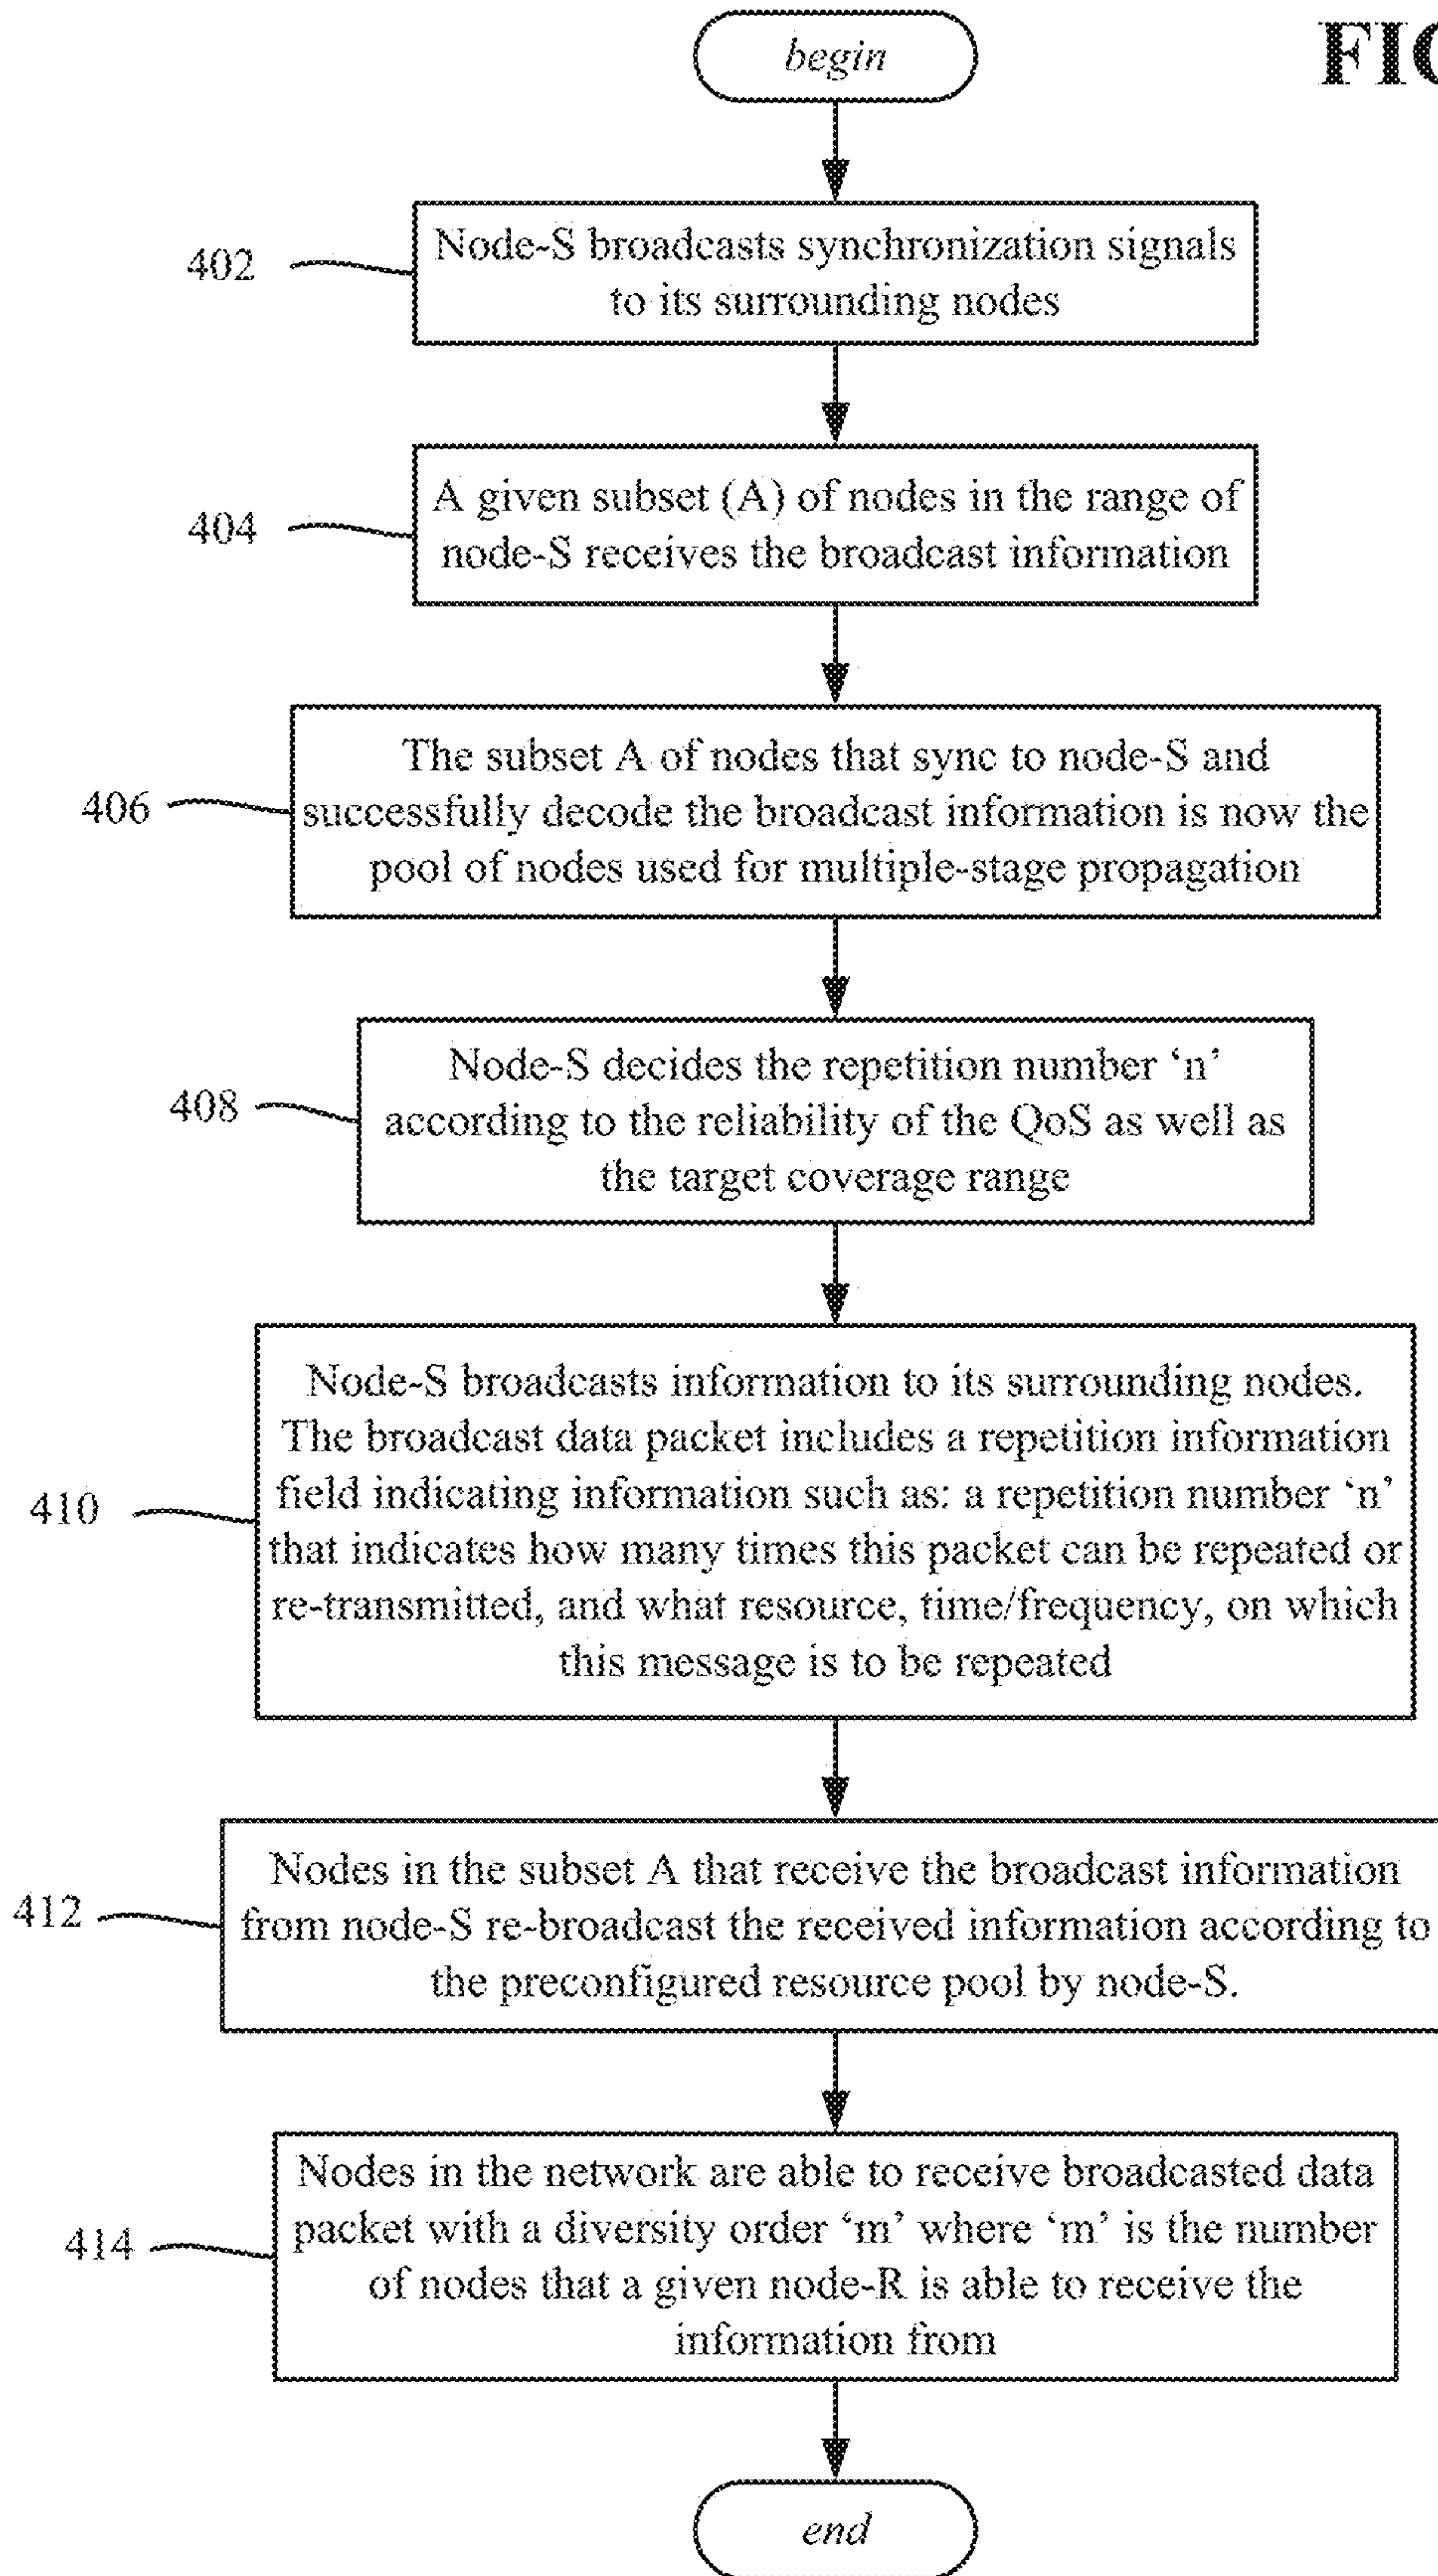 FIG
begin
402
Node-S broadcasts synchronization signals
to its surrounding nodes
404
A given subset (A) of nodes in the range of
node-S receives the broadcast information
406
The subset A of nodes that sync to node-S and
successfully decode the broadcast information is now the
pool of nodes used for multiple-stage propagation
408
Node-S decides the repetition number ‘n’
according to the reliability of the QoS as well as
the target coverage range
410
Node-S broadcasts information to its surrounding nodes.
The broadcast data packet includes a repetition information
field indicating information such as: a repetition number ‘n’
that indicates how many times this packet can be repeated or
re-transmitted, and what resource, time/frequency, on which
this message is to be repeated
412
Nodes in the subset A that receive the broadcast information
from node-S re-broadcast the received information according to
the preconfigured resource pool by node-S.
414
Nodes in the network are able to receive broadcasted data
packet with a diversity order ‘m’ where ‘m’ is the number
of nodes that a given node-R is able to receive the
information from
end